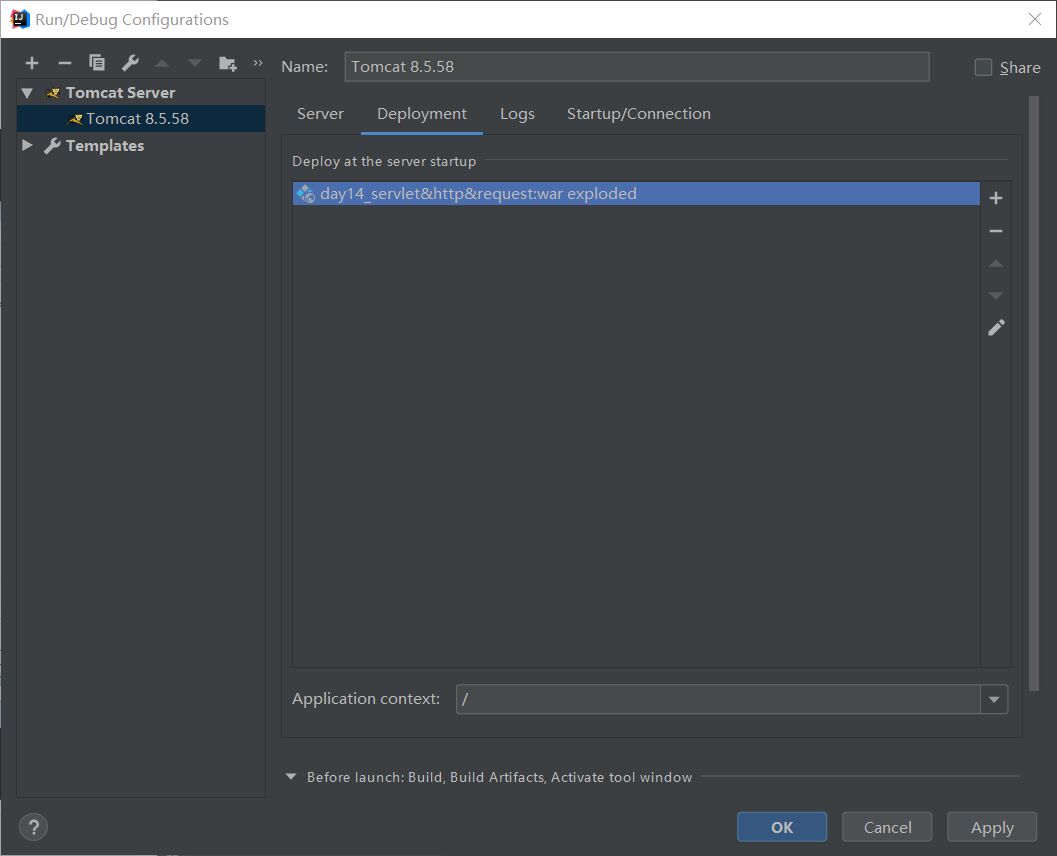 Run/Debug Configurations
Name: Tomcat 8.5.58 Share
Tomcat Server
Tomcat 8.5.58
Templates
Server Deployment Logs Startup/Connection
Deploy at the server startup
day14_servlet&http&request:war exploded
Application context: /
Before launch: Build, Build Artifacts, Activate tool window
? OK Cancel Apply